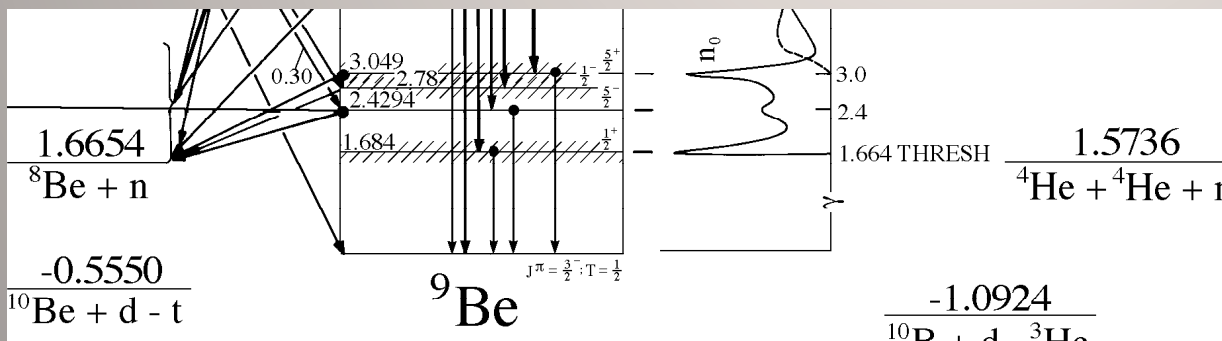 0.30
3.049
2.78
2.4294
1.684
1/2⁻
5/2⁺
5/2⁻
1/2⁺
Jπ = 3/2⁻; T = 1/2
⁹Be
1.6654
⁸Be + n
-0.5550
¹⁰Be + d - t
n₀
3.0
2.4
1.664 THRESH
γ
1.5736
⁴He + ⁴He + n
-1.0924
¹⁰B + d - ³He